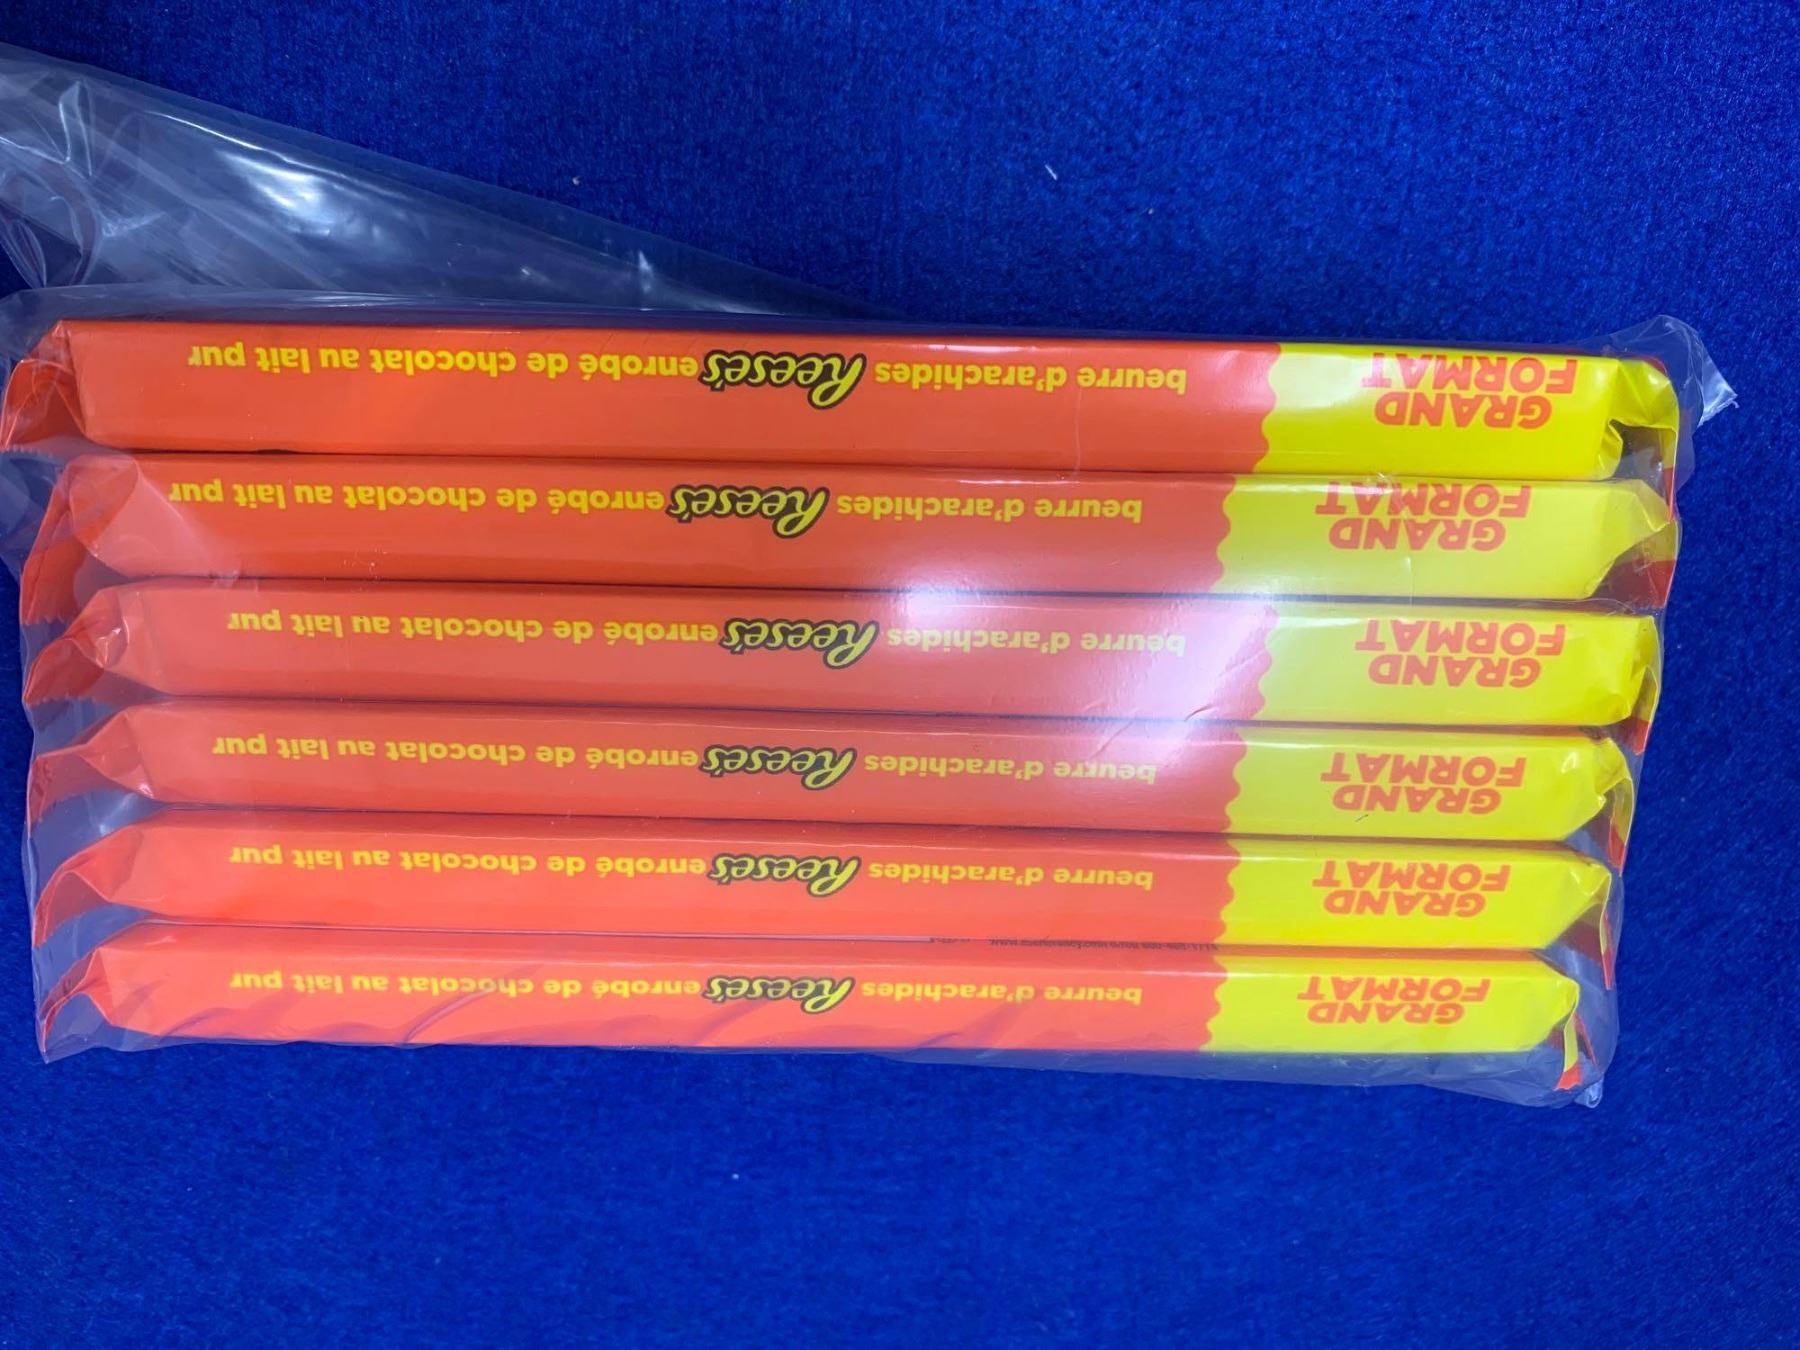 GRAND
FORMAT
beurre d'arachides Reese's enrobé de chocolat au lait pur
GRAND
FORMAT
beurre d'arachides Reese's enrobé de chocolat au lait pur
GRAND
FORMAT
beurre d'arachides Reese's enrobé de chocolat au lait pur
GRAND
FORMAT
beurre d'arachides Reese's enrobé de chocolat au lait pur
GRAND
FORMAT
beurre d'arachides Reese's enrobé de chocolat au lait pur
GRAND
FORMAT
beurre d'arachides Reese's enrobé de chocolat au lait pur